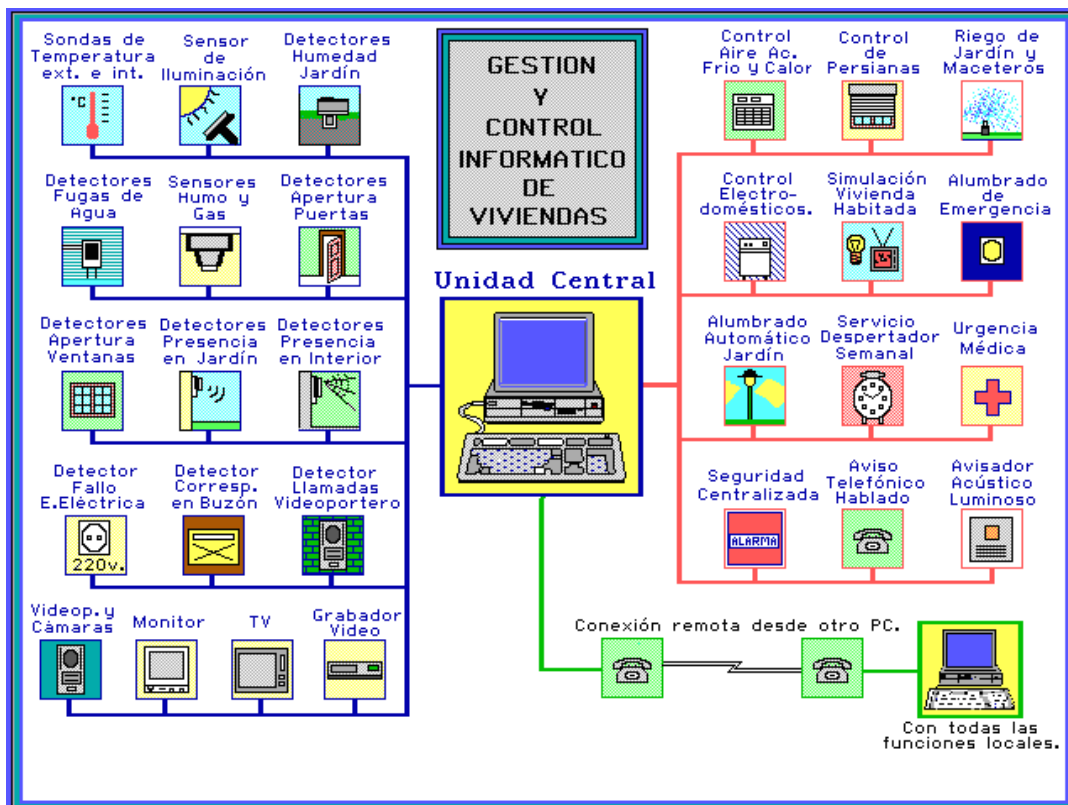 Sondas de
Temperatura
ext. e int.
Sensor
de
Iluminación
Detectores
Humedad
Jardín
°C
GESTION
Y
CONTROL
INFORMATICO
DE
VIVIENDAS
Control
Aire Ac.
Frio y Calor
Control
de
Persianas
Riego de
Jardín y
Maceteros
Detectores
Fugas de
Agua
Sensores
Humo y
Gas
Detectores
Apertura
Puertas
Control
Electro-
domésticos.
Simulación
Vivienda
Habitada
Alumbrado
de
Emergencia
Unidad Central
Detectores
Apertura
Ventanas
Detectores
Presencia
en Jardín
Detectores
Presencia
en Interior
Alumbrado
Automático
Jardín
Servicio
Despertador
Semanal
Urgencia
Médica
Detector
Fallo
E.Eléctrica
220v.
Detector
Corresp.
en Buzón
Detector
Llamadas
Videoportero
Seguridad
Centralizada
ALARMA
Aviso
Telefónico
Hablado
Avisador
Acústico
Luminoso
Videop.y
Cámaras
Monitor
TV
Grabador
Video
Conexión remota desde otro PC.
Con todas las
funciones locales.